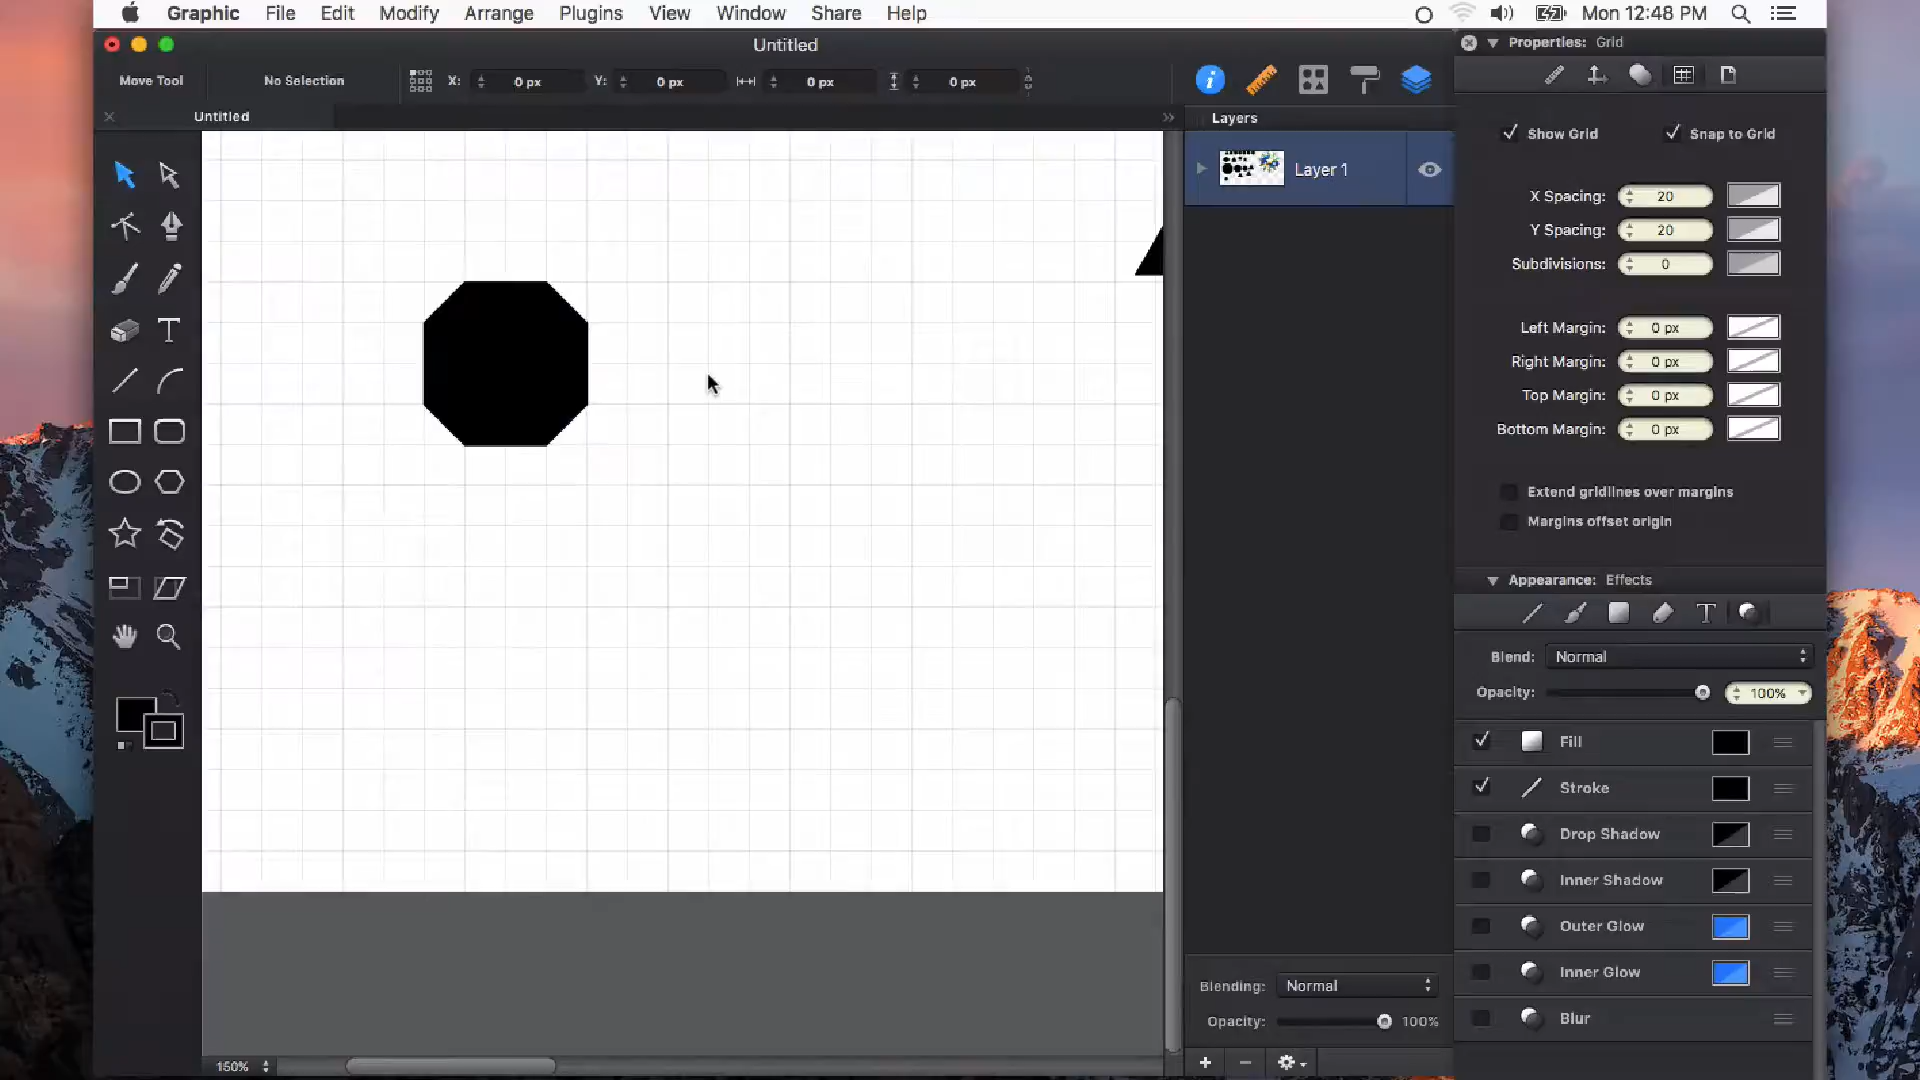 Graphic File Edit Modify Arrange Plugins View Window Share Help Mon 12:48 PM
Untitled
Move Tool No Selection X: 0 px Y: 0 px 0 px 0 px
Untitled
Layers
Layer 1
Blending: Normal
Opacity: 100%
150%
Properties: Grid
Show Grid Snap to Grid
X Spacing: 20
Y Spacing: 20
Subdivisions: 0
Left Margin: 0 px
Right Margin: 0 px
Top Margin: 0 px
Bottom Margin: 0 px
Extend gridlines over margins
Margins offset origin
Appearance: Effects
Blend: Normal
Opacity: 100%
Fill
Stroke
Drop Shadow
Inner Shadow
Outer Glow
Inner Glow
Blur